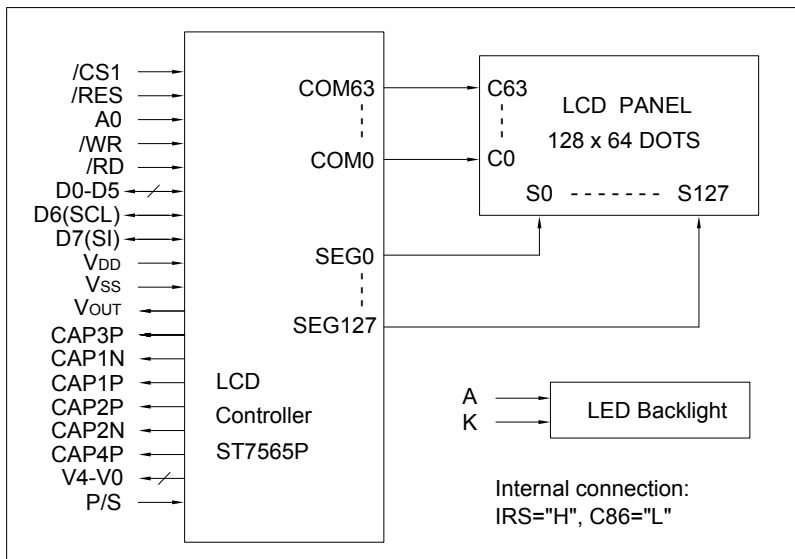 /CS1
/RES
A0
/WR
/RD
D0-D5
D6(SCL)
D7(SI)
VDD
VSS
VOUT
CAP3P
CAP1N
CAP1P
CAP2P
CAP2N
CAP4P
V4-V0
P/S
COM63
COM0
SEG0
SEG127
LCD
Controller
ST7565P
C63
C0
LCD PANEL
128 x 64 DOTS
S0 ------- S127
A
K
LED Backlight
Internal connection:
IRS="H", C86="L"